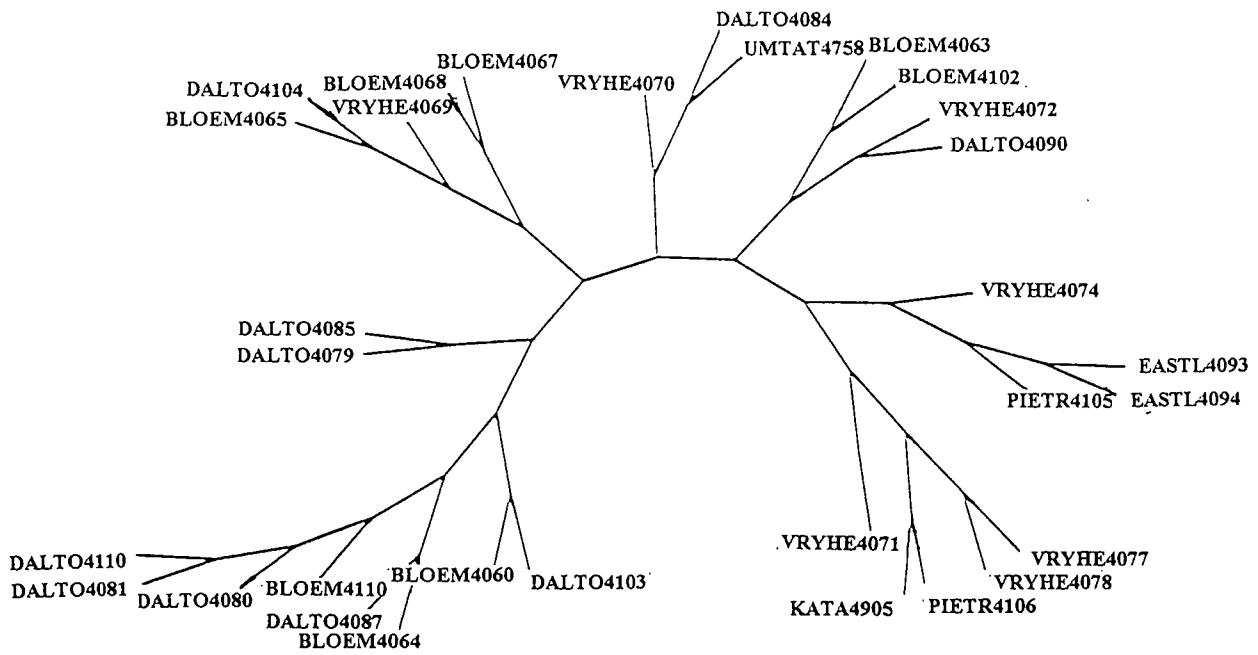 DALTO4084
UMTAT4758
BLOEM4063
BLOEM4067
BLOEM4102
VRYHE4070
BLOEM4068
DALTO4104
VRYHE4069
VRYHE4072
BLOEM4065
DALTO4090
VRYHE4074
DALTO4085
DALTO4079
EASTL4093
PIETR4105
EASTL4094
VRYHE4071
VRYHE4077
DALTO4110
BLOEM4060
DALTO4103
VRYHE4078
DALTO4081
BLOEM4110
DALTO4080
KATA4905
PIETR4106
DALTO4087
BLOEM4064